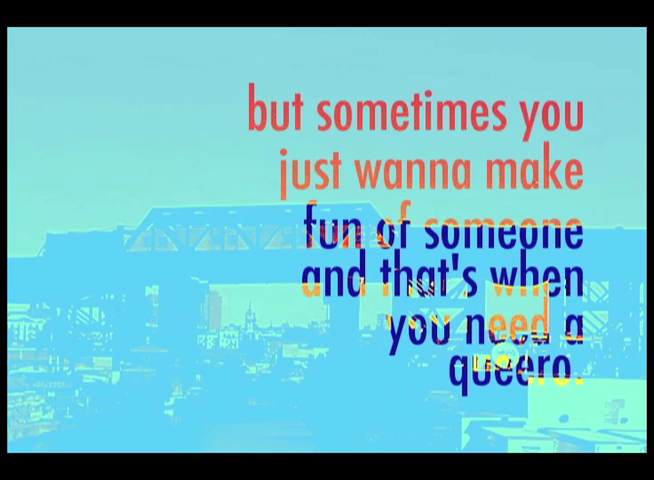 but sometimes you
just wanna make
fun of someone
and that's when
you need a
queero.